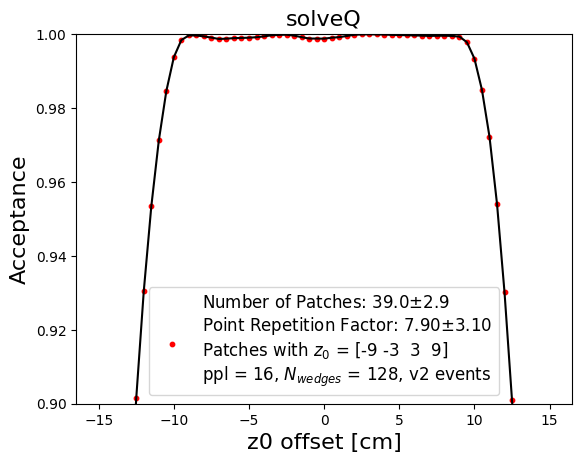 solveQ
Acceptance
1.00
0.98
0.96
0.94
0.92
0.90
Number of Patches: 39.0±2.9
Point Repetition Factor: 7.90±3.10
Patches with z₀ = [-9 -3  3  9]
ppl = 16, N_wedges = 128, v2 events
−15 −10 −5 0 5 10 15
z0 offset [cm]